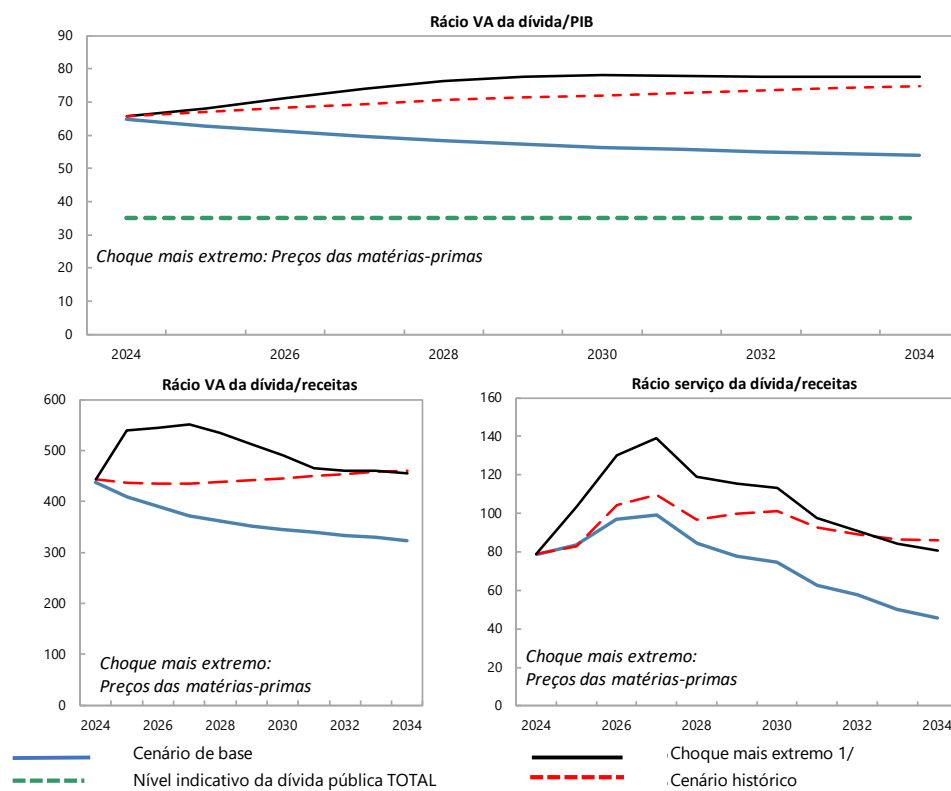 Rácio VA da dívida/PIB
90
80
70
60
50
40
30
20
10
0
Choque mais extremo: Preços das matérias-primas
2024 2026 2028 2030 2032 2034
Rácio VA da dívida/receitas
600
500
400
300
200
100
0
Choque mais extremo:
Preços das matérias-primas
2024 2026 2028 2030 2032 2034
Rácio serviço da dívida/receitas
160
140
120
100
80
60
40
20
0
Choque mais extremo:
Preços das matérias-primas
2024 2026 2028 2030 2032 2034
Cenário de base
Choque mais extremo 1/
Nível indicativo da dívida pública TOTAL
Cenário histórico